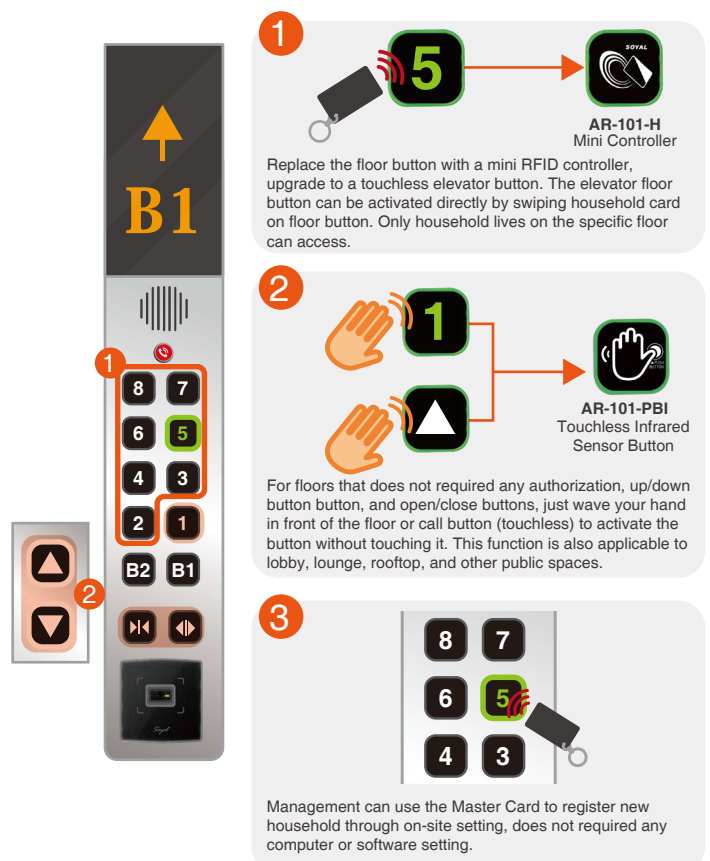 B1
1
8 7
6 5
4 3
2 1
B2 B1
2
Soyal
1
5
SOYAL
AR-101-H
Mini Controller
Replace the floor button with a mini RFID controller,
upgrade to a touchless elevator button. The elevator floor
button can be activated directly by swiping household card
on floor button. Only household lives on the specific floor
can access.
2
1
PUSH
BUTTON
AR-101-PBI
Touchless Infrared
Sensor Button
For floors that does not required any authorization, up/down
button button, and open/close buttons, just wave your hand
in front of the floor or call button (touchless) to activate the
button without touching it. This function is also applicable to
lobby, lounge, rooftop, and other public spaces.
3
8 7
6 5
4 3
Management can use the Master Card to register new
household through on-site setting, does not required any
computer or software setting.